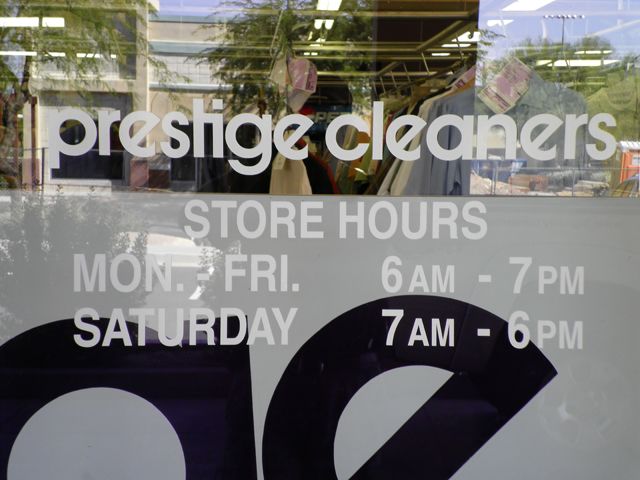 prestige cleaners
STORE HOURS
MON. - FRI. 6AM - 7PM
SATURDAY 7AM - 6PM